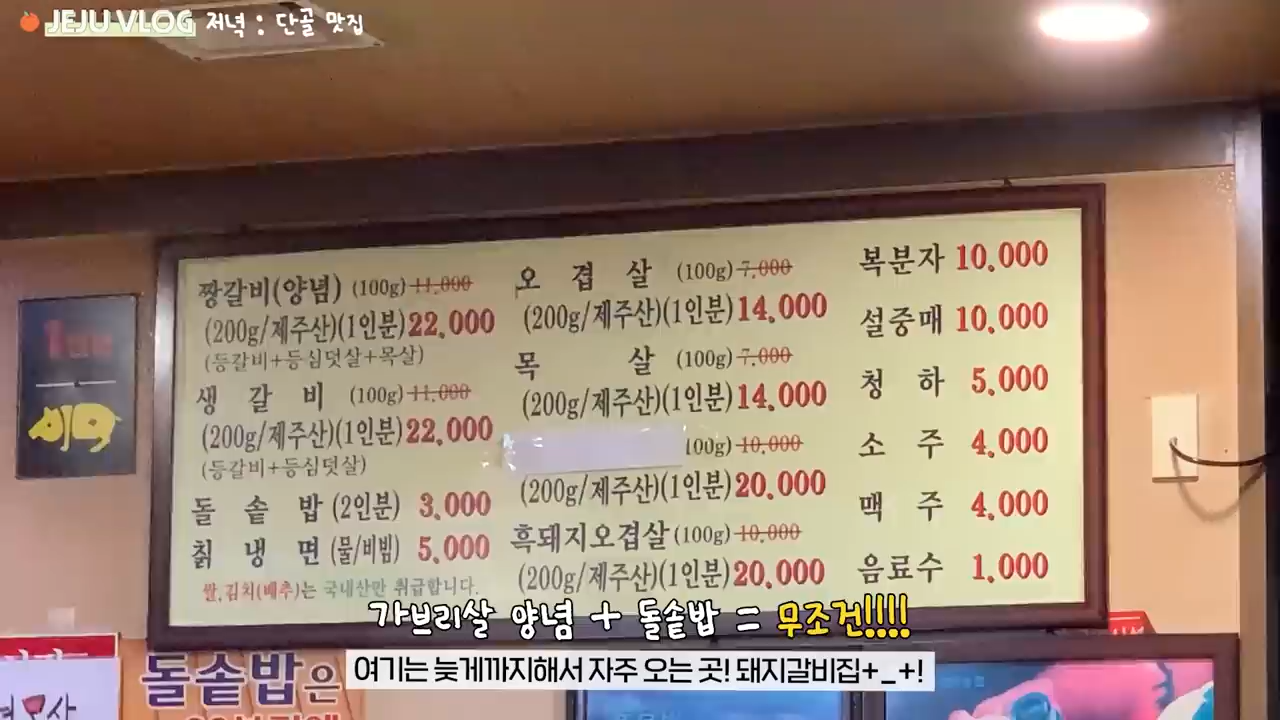 JEJU VLOG 저녁 : 단골 맛집
짱갈비(양념) (100g) 11,000
(200g/제주산)(1인분) 22,000
(등갈비+등심덧살+목살)
생 갈 비 (100g) 11,000
(200g/제주산)(1인분) 22,000
(등갈비+등심덧살)
돌 솥 밥 (2인분) 3,000
칡 냉 면 (물/비빔) 5,000
쌀,김치(배추)는 국내산만 취급합니다.
오 겹 살 (100g) 7,000
(200g/제주산)(1인분) 14,000
목 살 (100g) 7,000
(200g/제주산)(1인분) 14,000
100g) 10,000
(200g/제주산)(1인분) 20,000
흑돼지오겹살 (100g) 10,000
(200g/제주산)(1인분) 20,000
복분자 10,000
설중매 10,000
청 하 5,000
소 주 4,000
맥 주 4,000
음료수 1,000
가브리살 양념 + 돌솥밥 = 무조건!!!!
여기는 늦게까지해서 자주 오는 곳! 돼지갈비집+_+!
돌솥밥은